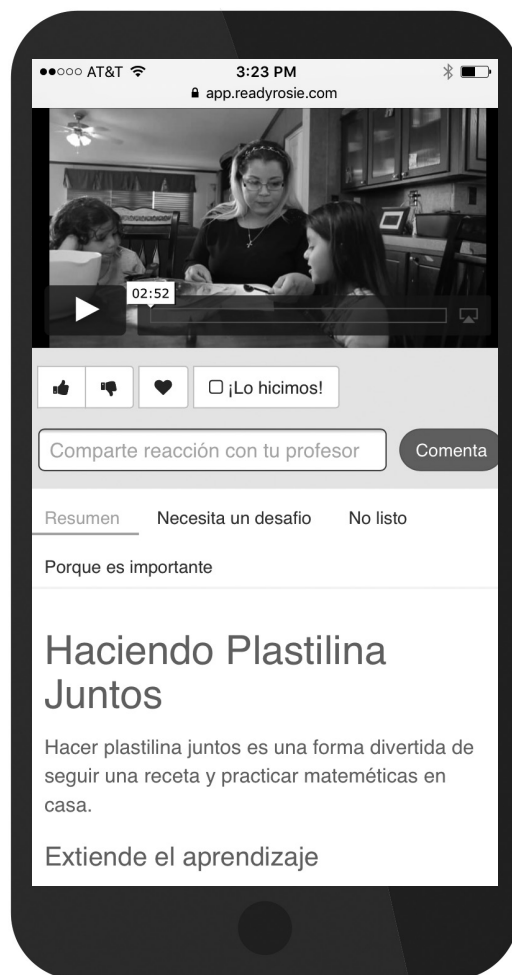 AT&T 3:23 PM
app.readyrosie.com
02:52
¡Lo hicimos!
Comparte reacción con tu profesor Comenta
Resumen Necesita un desafio No listo
Porque es importante
Haciendo Plastilina
Juntos
Hacer plastilina juntos es una forma divertida de
seguir una receta y practicar mateméticas en
casa.
Extiende el aprendizaje